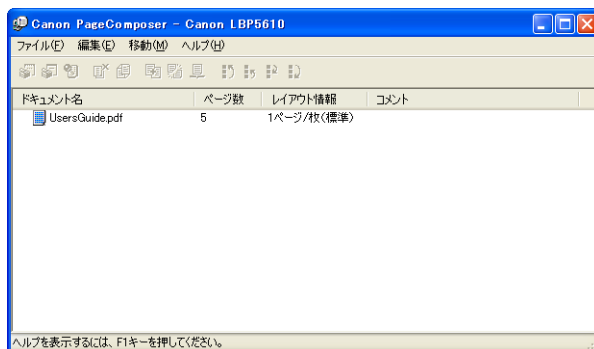 Canon PageComposer - Canon LBP5610
ファイル(F) 編集(E) 移動(M) ヘルプ(H)
ドキュメント名 ページ数 レイアウト情報 コメント
UsersGuide.pdf 5 1ページ/枚(標準)
ヘルプを表示するには、F1キーを押してください。